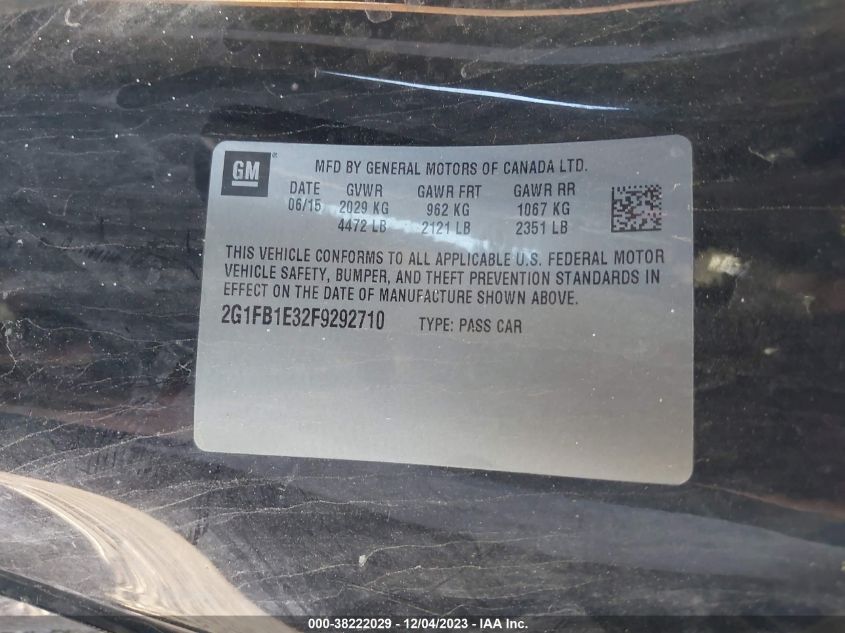 GM® MFD BY GENERAL MOTORS OF CANADA LTD.
DATE GVWR GAWR FRT GAWR RR
06/15 2029 KG 962 KG 1067 KG
4472 LB 2121 LB 2351 LB
THIS VEHICLE CONFORMS TO ALL APPLICABLE U.S. FEDERAL MOTOR
VEHICLE SAFETY, BUMPER, AND THEFT PREVENTION STANDARDS IN
EFFECT ON THE DATE OF MANUFACTURE SHOWN ABOVE.
2G1FB1E32F9292710 TYPE: PASS CAR
000-38222029 - 12/04/2023 - IAA Inc.